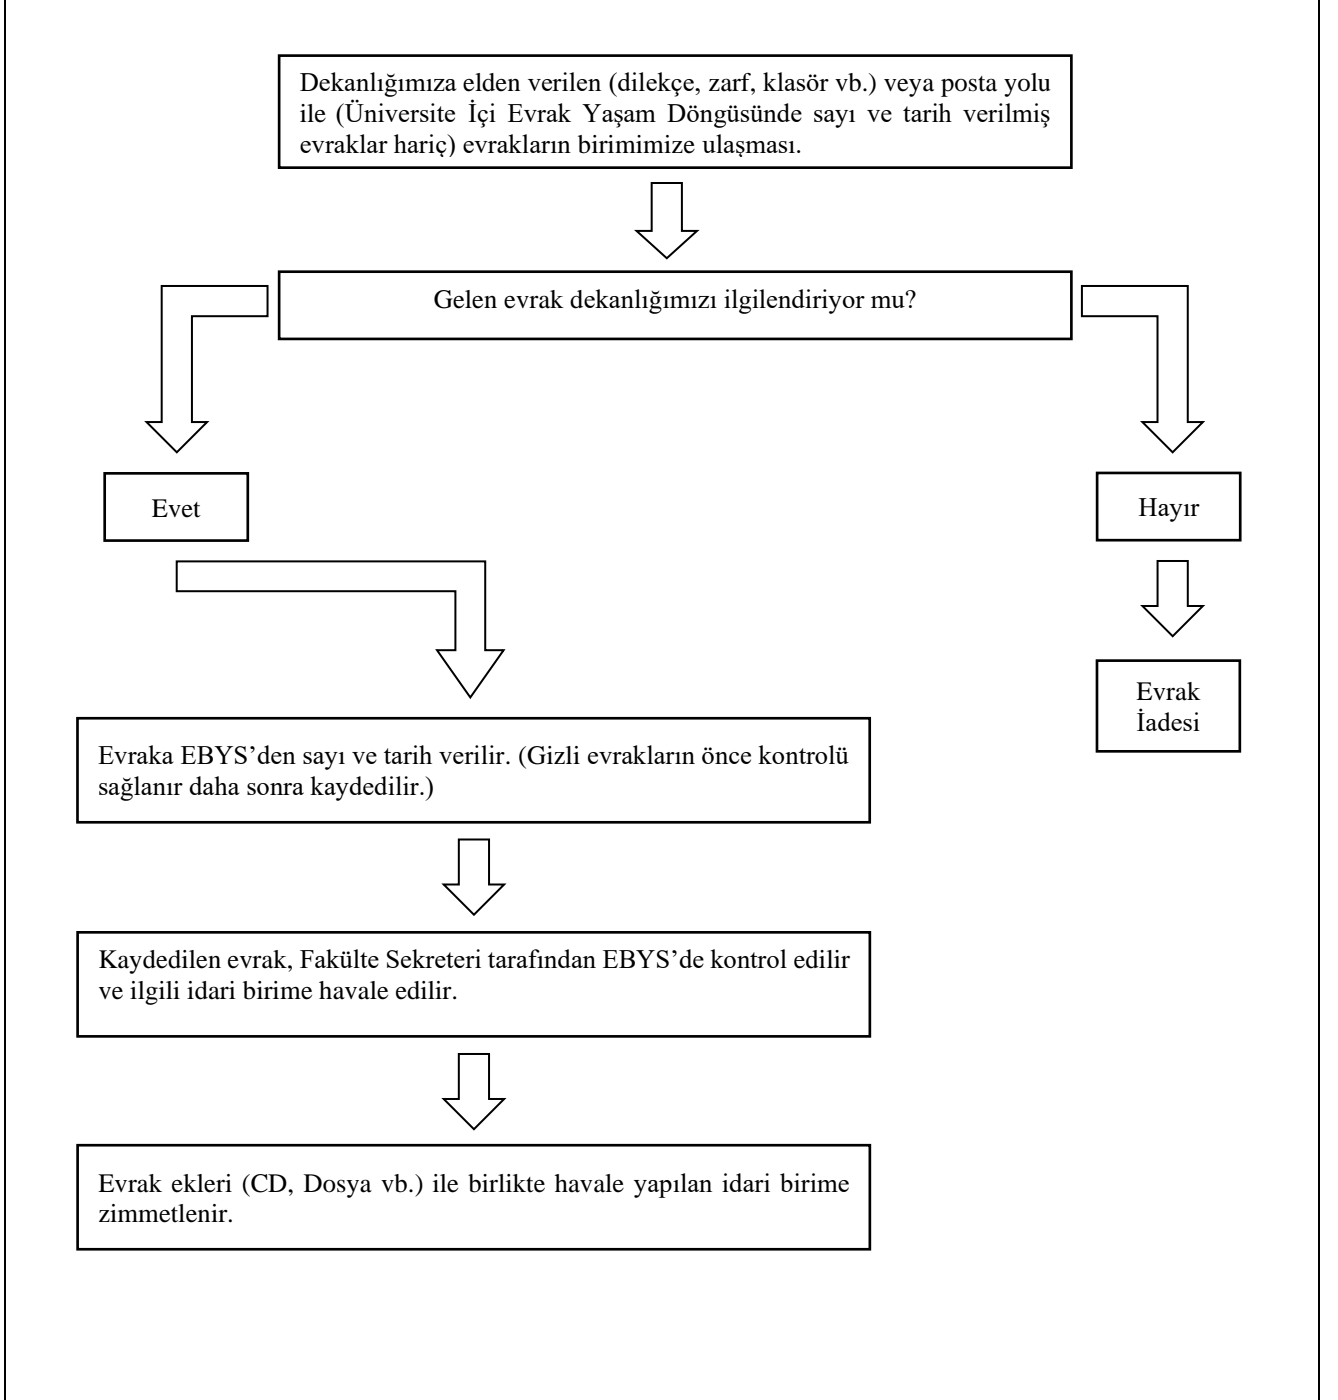 Dekanlığımıza elden verilen (dilekçe, zarf, klasör vb.) veya posta yolu
ile (Üniversite İçi Evrak Yaşam Döngüsünde sayı ve tarih verilmiş
evraklar hariç) evrakların birimimize ulaşması.
Gelen evrak dekanlığımızı ilgilendiriyor mu?
Evet
Hayır
Evrak
İadesi
Evraka EBYS’den sayı ve tarih verilir. (Gizli evrakların önce kontrolü
sağlanır daha sonra kaydedilir.)
Kaydedilen evrak, Fakülte Sekreteri tarafından EBYS’de kontrol edilir
ve ilgili idari birime havale edilir.
Evrak ekleri (CD, Dosya vb.) ile birlikte havale yapılan idari birime
zimmetlenir.